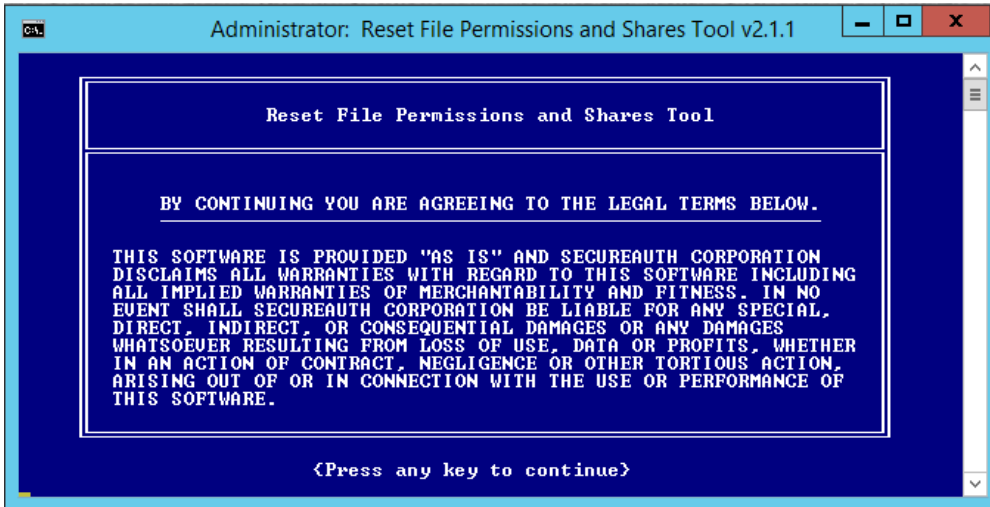 Administrator: Reset File Permissions and Shares Tool v2.1.1
Reset File Permissions and Shares Tool
BY CONTINUING YOU ARE AGREEING TO THE LEGAL TERMS BELOW.
THIS SOFTWARE IS PROVIDED "AS IS" AND SECUREAUTH CORPORATION
DISCLAIMS ALL WARRANTIES WITH REGARD TO THIS SOFTWARE INCLUDING
ALL IMPLIED WARRANTIES OF MERCHANTABILITY AND FITNESS. IN NO
EVENT SHALL SECUREAUTH CORPORATION BE LIABLE FOR ANY SPECIAL,
DIRECT, INDIRECT, OR CONSEQUENTIAL DAMAGES OR ANY DAMAGES
WHATSOEVER RESULTING FROM LOSS OF USE, DATA OR PROFITS, WHETHER
IN AN ACTION OF CONTRACT, NEGLIGENCE OR OTHER TORTIOUS ACTION,
ARISING OUT OF OR IN CONNECTION WITH THE USE OR PERFORMANCE OF
THIS SOFTWARE.
{Press any key to continue}